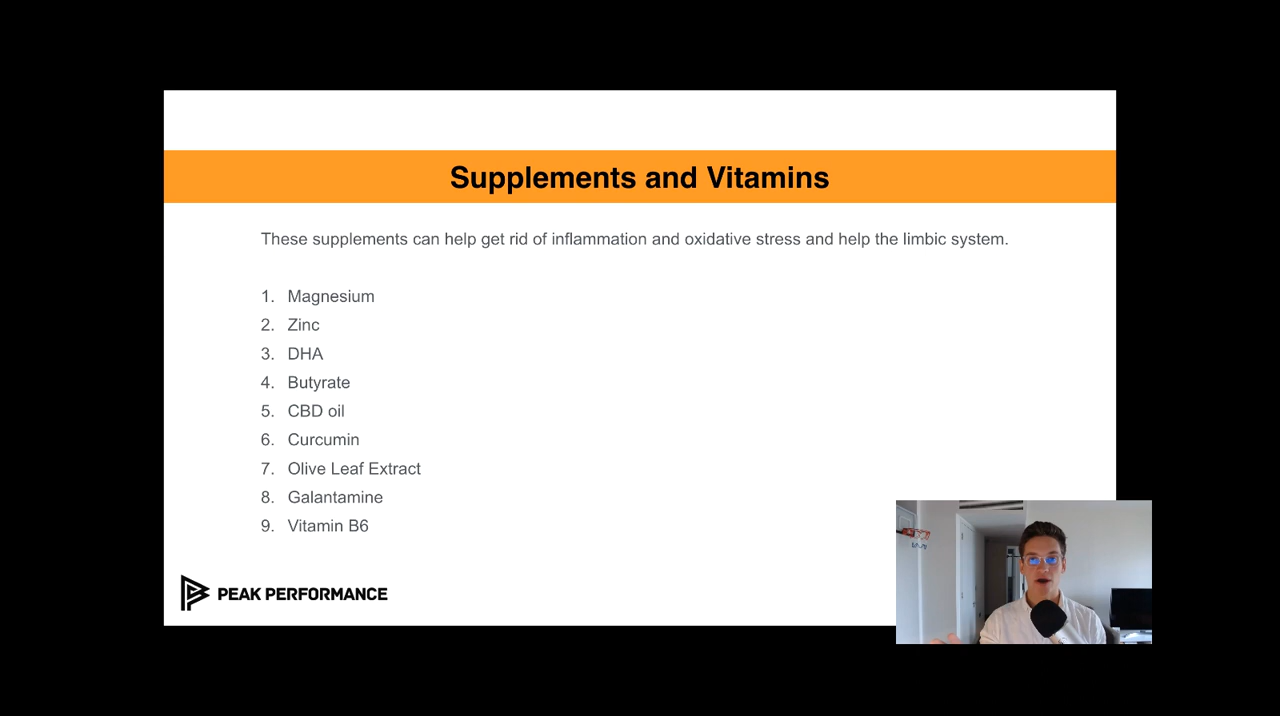 Supplements and Vitamins
These supplements can help get rid of inflammation and oxidative stress and help the limbic system.
1. Magnesium
2. Zinc
3. DHA
4. Butyrate
5. CBD oil
6. Curcumin
7. Olive Leaf Extract
8. Galantamine
9. Vitamin B6
PEAK PERFORMANCE